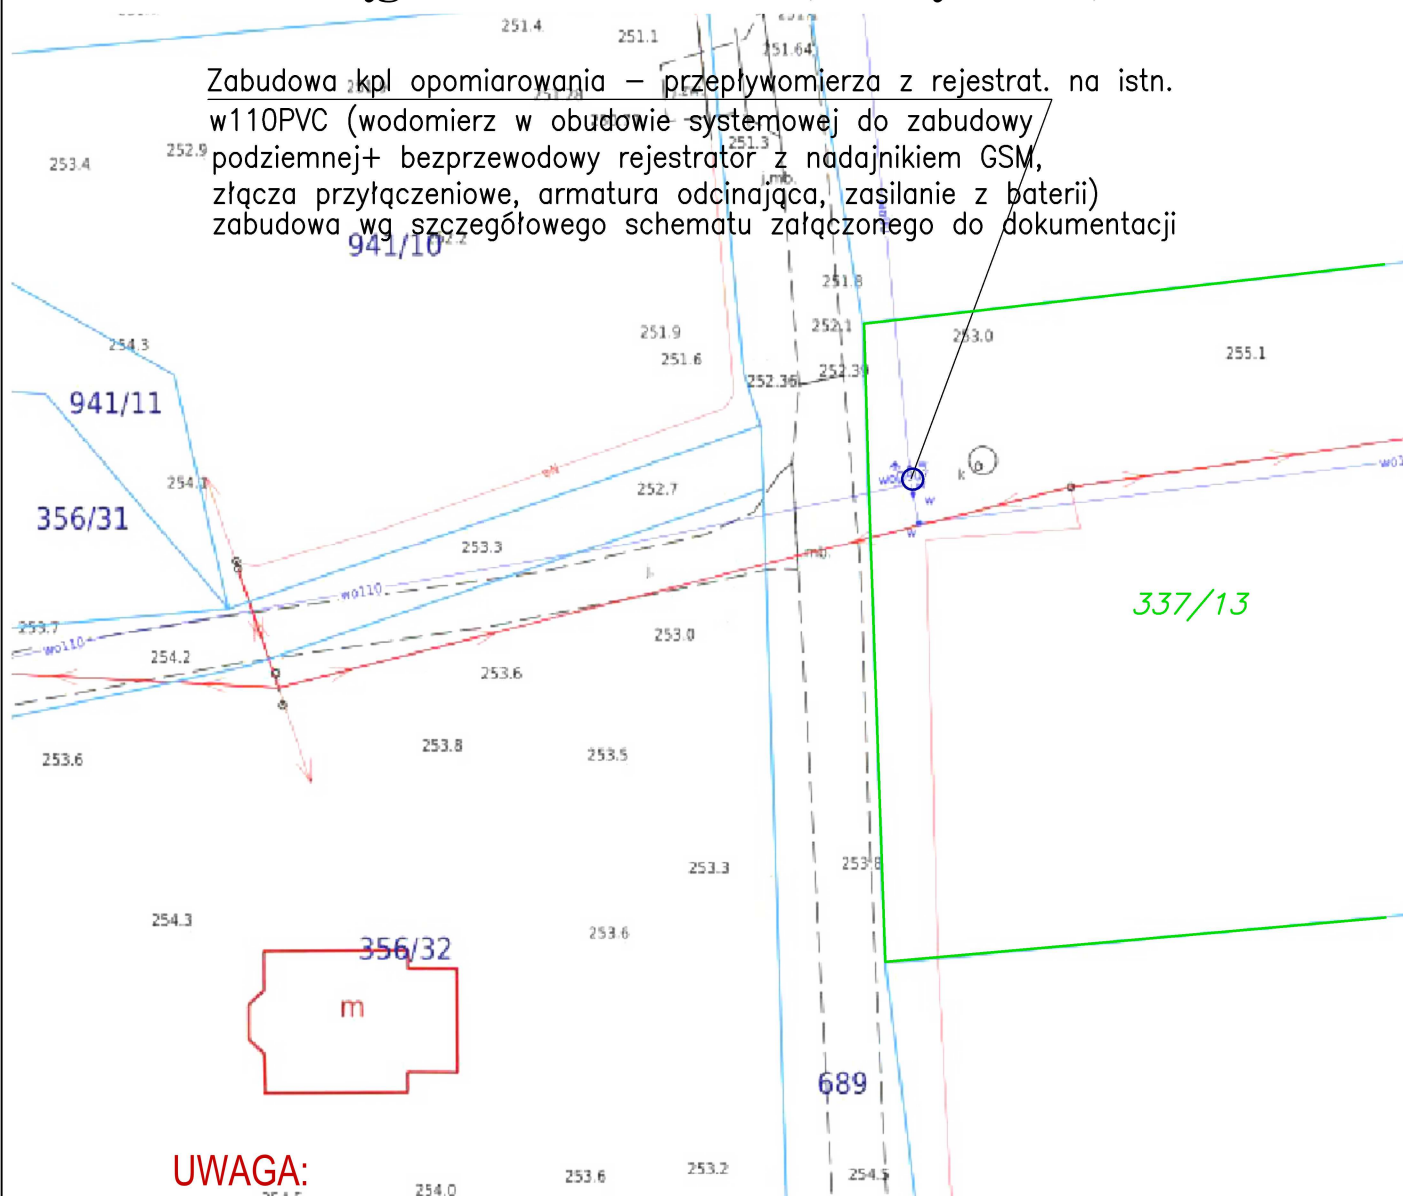 251.4
251.1
251.64
Zabudowa kpl opomiarowania – przepływomierza z rejestrat. na istn.
w110PVC (wodomierz w obudowie systemowej do zabudowy
251.3
253.4
252.9
podziemnej+ bezprzewodowy rejestrator z nadajnikiem GSM,
j.mb.
złącza przyłączeniowe, armatura odcinająca, zasilanie z baterii)
zabudowa wg szczegółowego schematu załączonego do dokumentacji
941/10
251.8
252.1
253.0
251.9
254.3
251.6
255.1
252.36
252.39
941/11
eN
k
254.1
252.7
w
356/31
w
253.3
mb.
wo110
337/13
253.7
253.0
wo110
254.2
253.6
253.8
253.5
253.6
253.3
253.8
254.3
253.6
356/32
m
689
UWAGA:
253.6
253.2
254.5
254.0